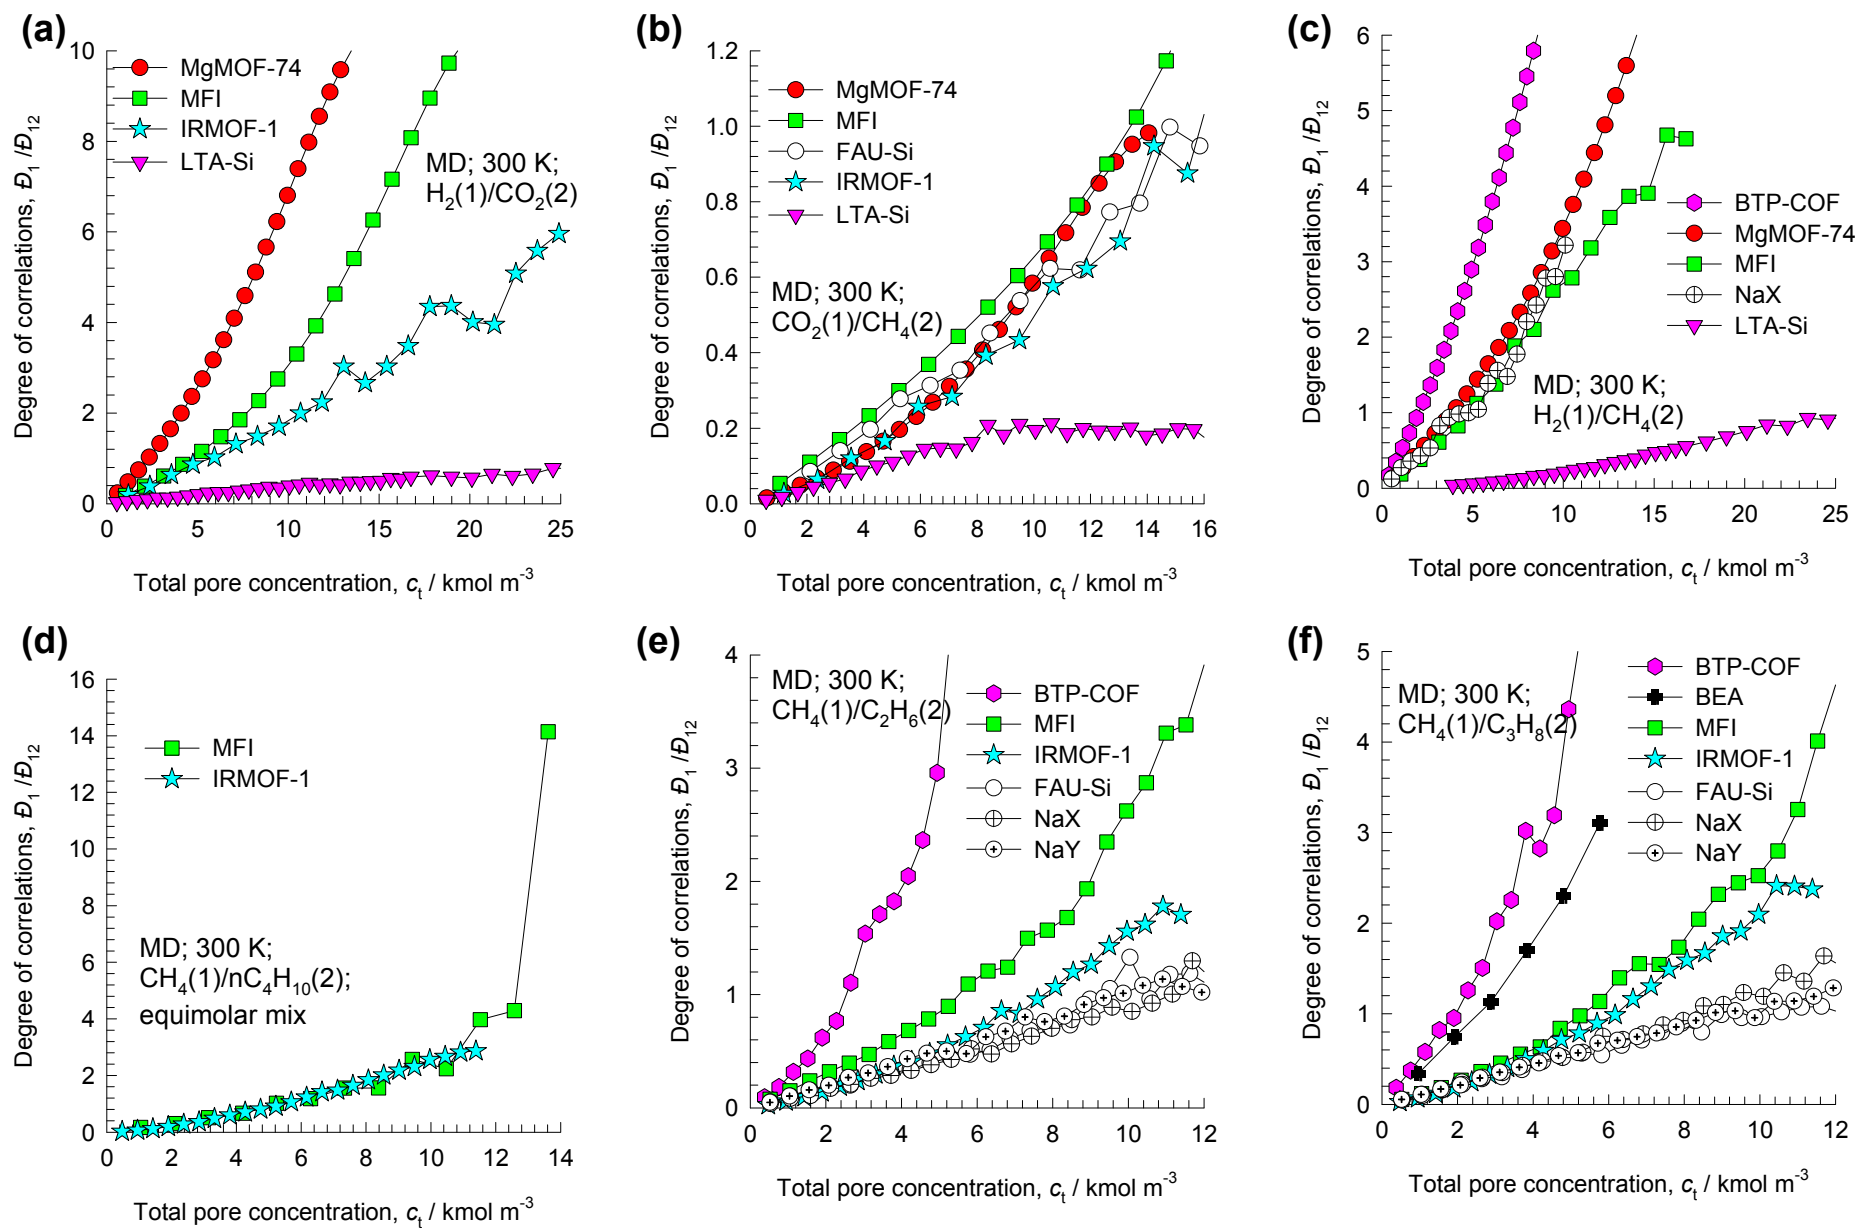 (a)
Degree of correlations, Đ1 /Đ12
10
8
6
4
2
0
MgMOF-74
MFI
IRMOF-1
LTA-Si
MD; 300 K;
H2(1)/CO2(2)
0 5 10 15 20 25
Total pore concentration, ct / kmol m-3
(b)
Degree of correlations, Đ1 /Đ12
1.2
1.0
0.8
0.6
0.4
0.2
0.0
MgMOF-74
MFI
FAU-Si
IRMOF-1
LTA-Si
MD; 300 K;
CO2(1)/CH4(2)
0 2 4 6 8 10 12 14 16
Total pore concentration, ct / kmol m-3
(c)
Degree of correlations, Đ1 /Đ12
6
5
4
3
2
1
0
BTP-COF
MgMOF-74
MFI
NaX
LTA-Si
MD; 300 K;
H2(1)/CH4(2)
0 5 10 15 20 25
Total pore concentration, ct / kmol m-3
(d)
Degree of correlations, Đ1 /Đ12
16
14
12
10
8
6
4
2
0
MFI
IRMOF-1
MD; 300 K;
CH4(1)/nC4H10(2);
equimolar mix
0 2 4 6 8 10 12 14
Total pore concentration, ct / kmol m-3
(e)
Degree of correlations, Đ1 /Đ12
4
3
2
1
0
MD; 300 K;
CH4(1)/C2H6(2)
BTP-COF
MFI
IRMOF-1
FAU-Si
NaX
NaY
0 2 4 6 8 10 12
Total pore concentration, ct / kmol m-3
(f)
Degree of correlations, Đ1 /Đ12
5
4
3
2
1
0
MD; 300 K;
CH4(1)/C3H8(2)
BTP-COF
BEA
MFI
IRMOF-1
FAU-Si
NaX
NaY
0 2 4 6 8 10 12
Total pore concentration, ct / kmol m-3